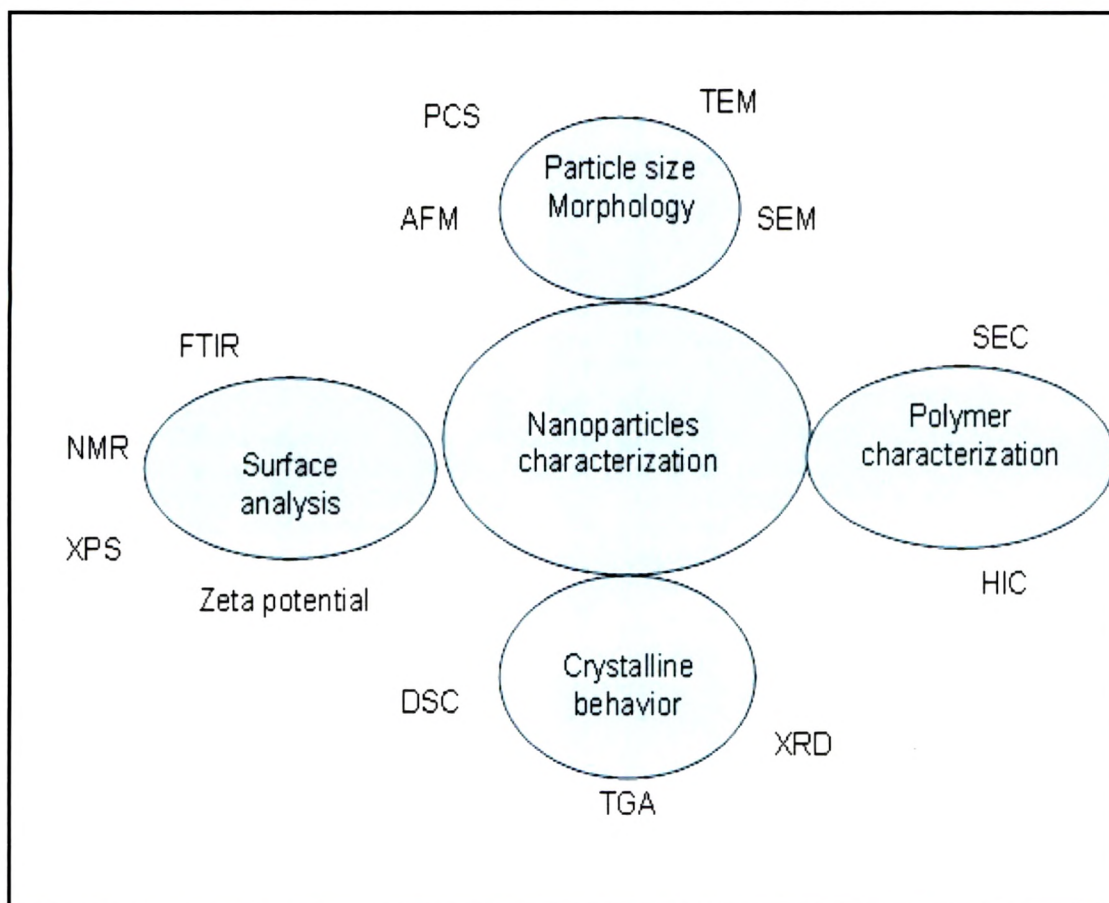 PCS
TEM
Particle size
Morphology
AFM
SEM
FTIR
SEC
NMR
Surface
analysis
Nanoparticles
characterization
Polymer
characterization
XPS
Zeta potential
HIC
DSC
Crystalline
behavior
XRD
TGA